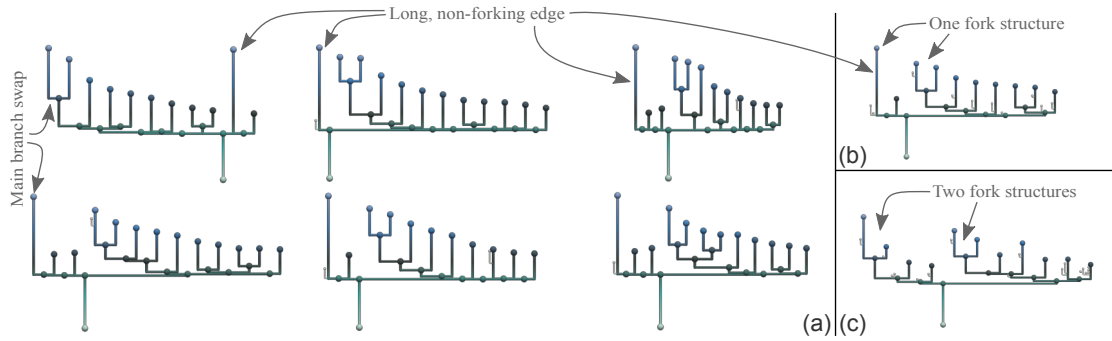 Long, non-forking edge
One fork structure
Main branch swap
(b)
Two fork structures
(a)
(c)